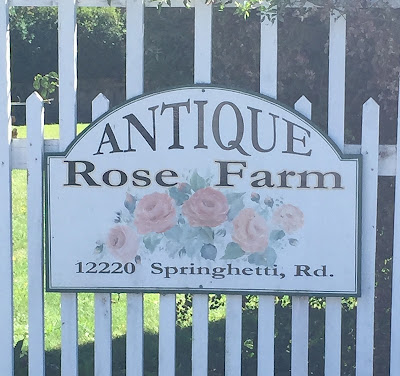 ANTIQUE
Rose Farm
12220 Springhetti, Rd.